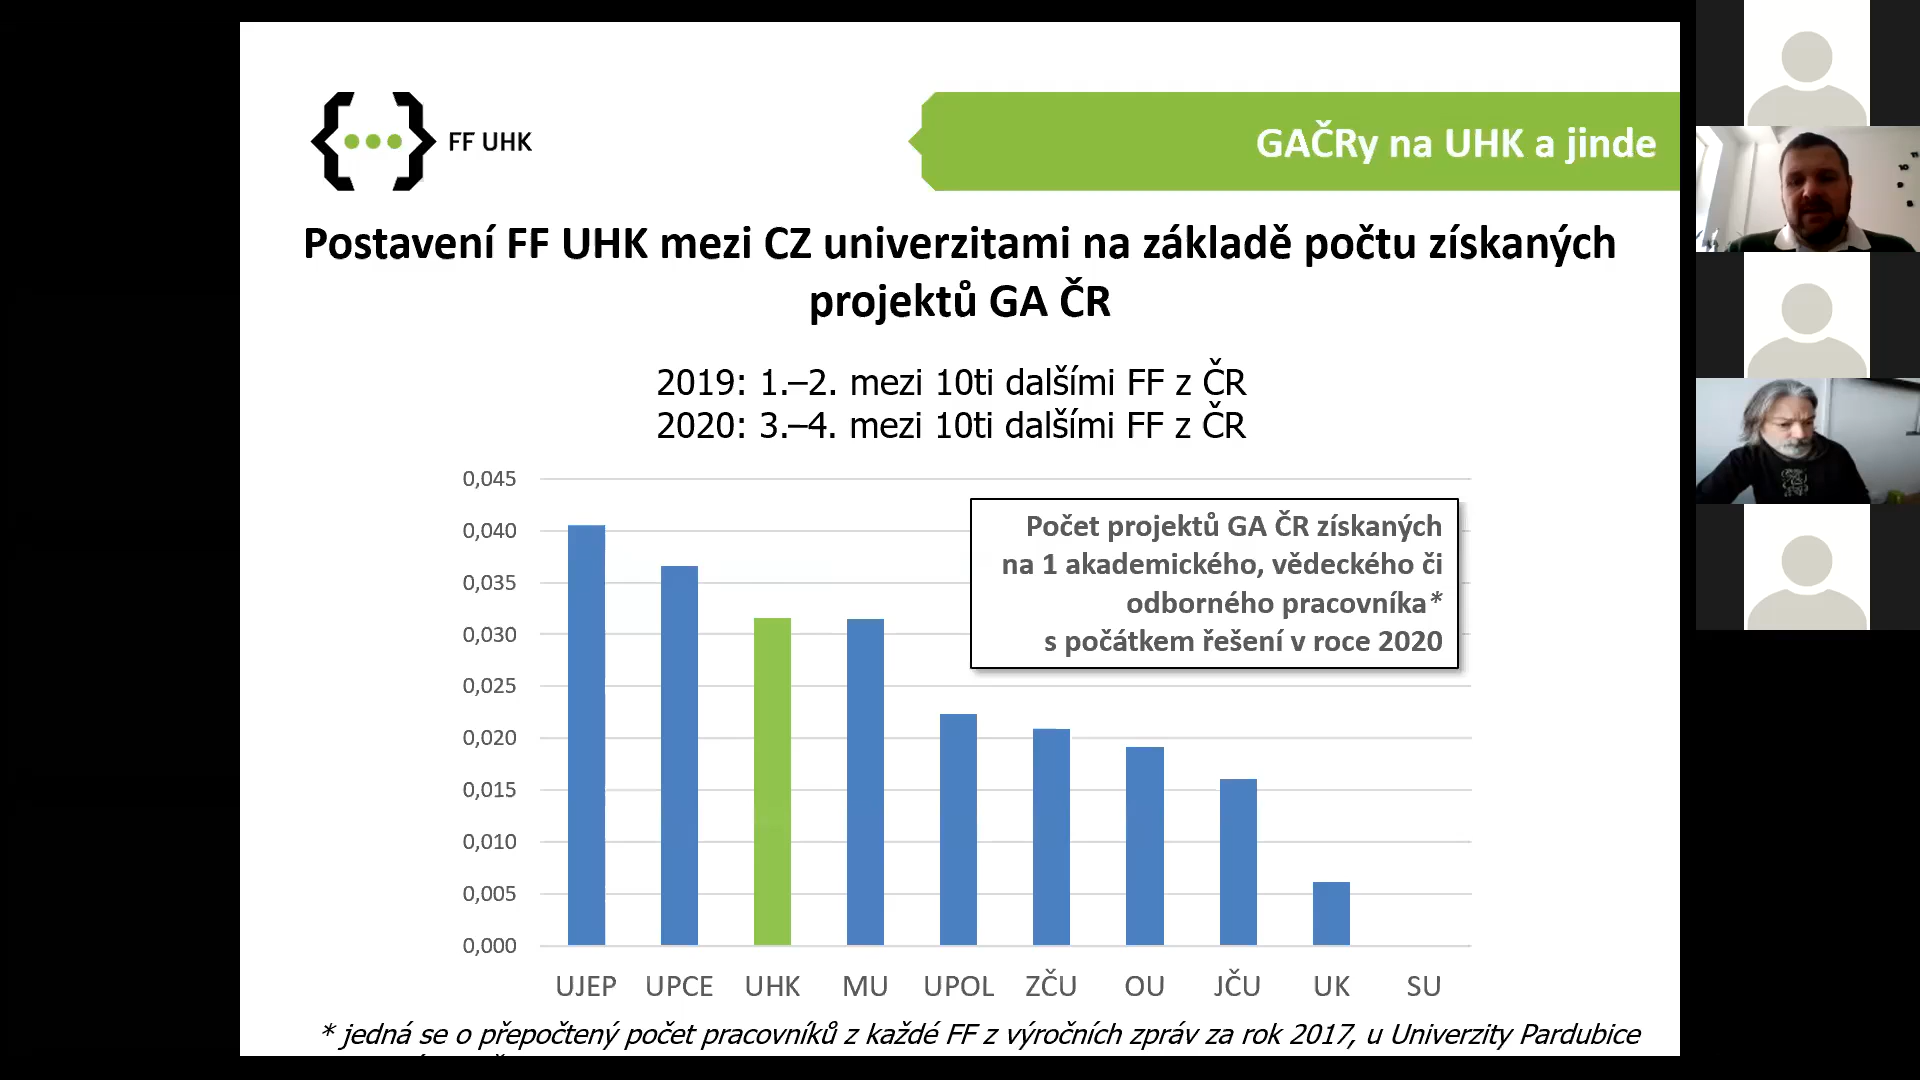 FF UHK
GAČRy na UHK a jinde
Postavení FF UHK mezi CZ univerzitami na základě počtu získaných
projektů GA ČR
2019: 1.–2. mezi 10ti dalšími FF z ČR
2020: 3.–4. mezi 10ti dalšími FF z ČR
0,045
0,040
0,035
0,030
0,025
0,020
0,015
0,010
0,005
0,000
Počet projektů GA ČR získaných
na 1 akademického, vědeckého či
odborného pracovníka*
s počátkem řešení v roce 2020
UJEP UPCE UHK MU UPOL ZČU OU JČU UK SU
* jedná se o přepočtený počet pracovníků z každé FF z výročních zpráv za rok 2017, u Univerzity Pardubice